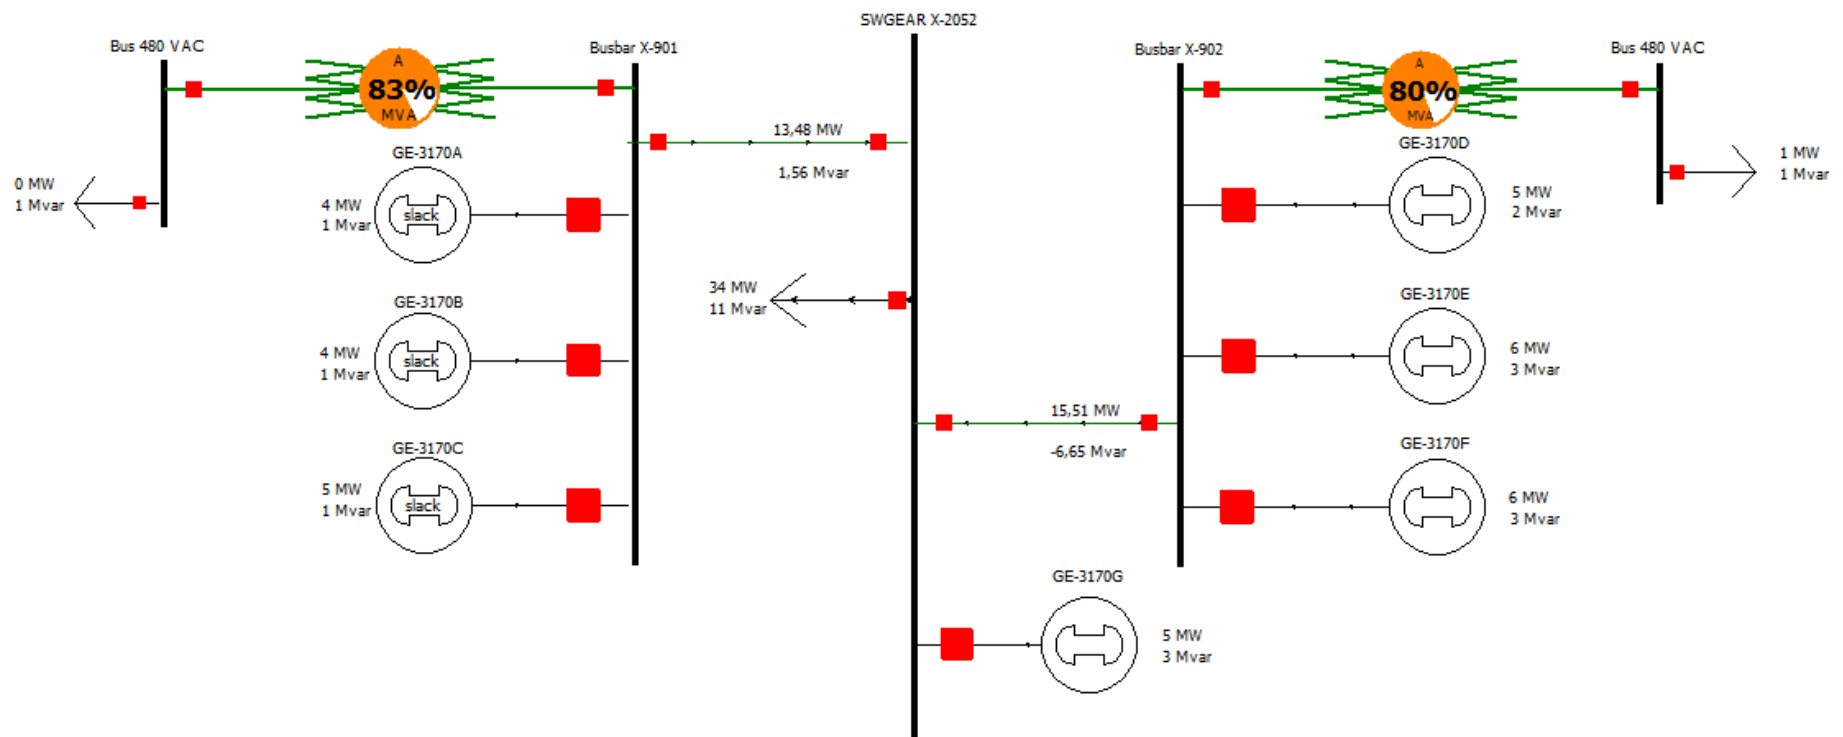 SWGEAR X-2052
Bus 480 VAC
Busbar X-901
Busbar X-902
Bus 480 VAC
A
83%
MVA
A
80%
MVA
13,48 MW
1,56 Mvar
GE-3170A
slack
4 MW
1 Mvar
0 MW
1 Mvar
GE-3170D
5 MW
2 Mvar
1 MW
1 Mvar
34 MW
11 Mvar
GE-3170B
slack
4 MW
1 Mvar
GE-3170E
6 MW
3 Mvar
15,51 MW
-6,65 Mvar
GE-3170C
slack
5 MW
1 Mvar
GE-3170F
6 MW
3 Mvar
GE-3170G
5 MW
3 Mvar